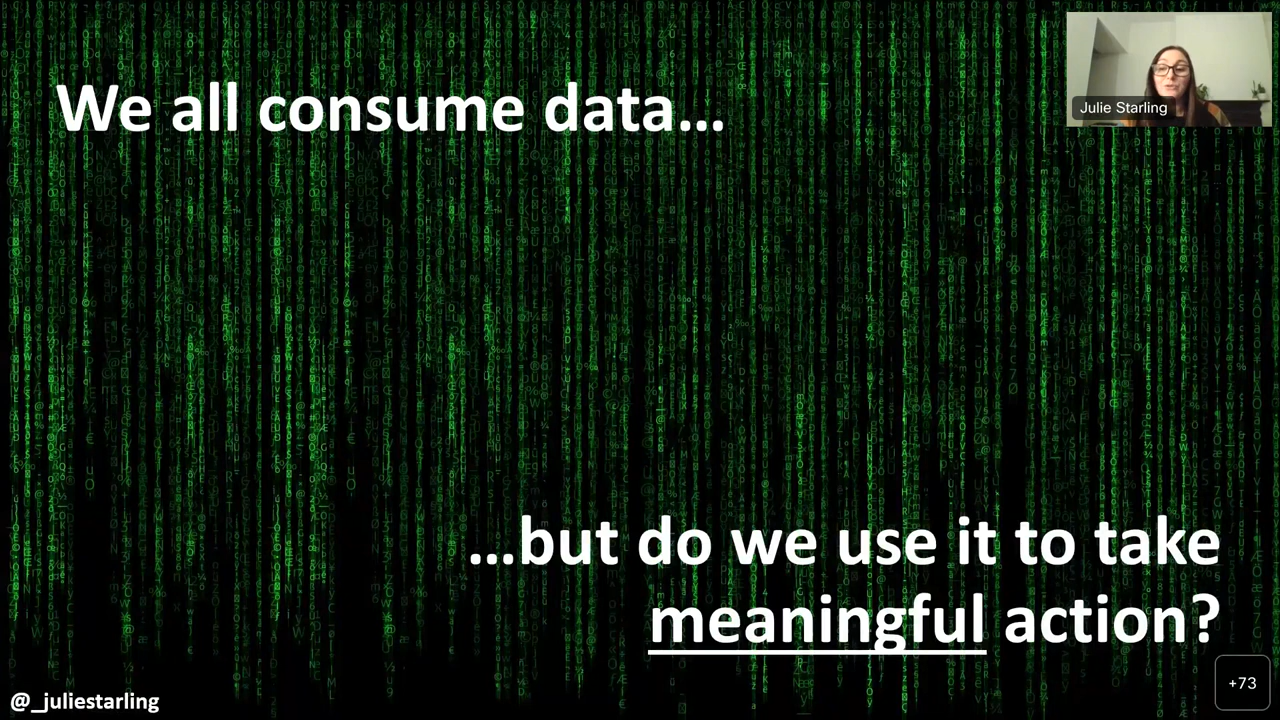 We all consume data...
Julie Starling
...but do we use it to take
meaningful action?
@_juliestarling
+73